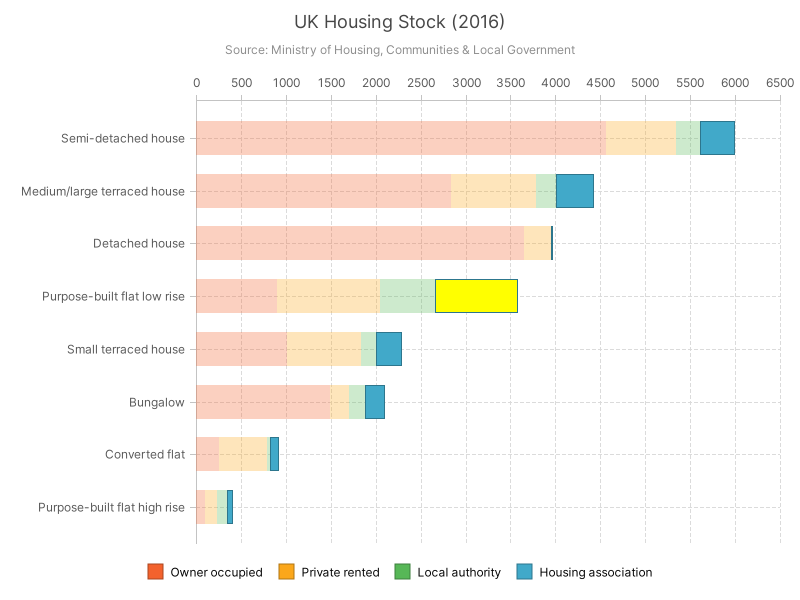 UK Housing Stock (2016)
Source: Ministry of Housing, Communities & Local Government
0 500 1000 1500 2000 2500 3000 3500 4000 4500 5000 5500 6000 6500
Semi-detached house
Medium/large terraced house
Detached house
Purpose-built flat low rise
Small terraced house
Bungalow
Converted flat
Purpose-built flat high rise
Owner occupied Private rented Local authority Housing association